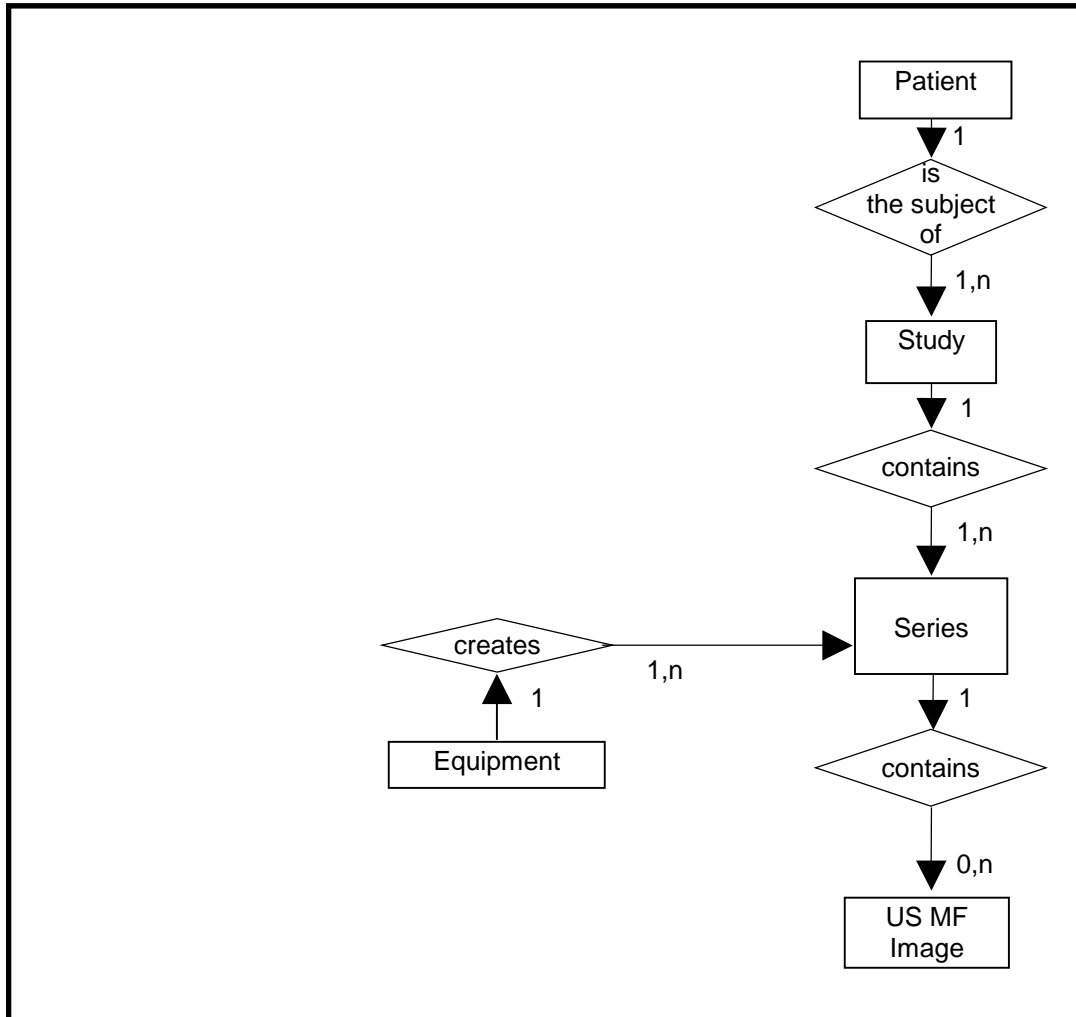 Patient
1
is
the subject
of
1,n
Study
1
contains
1,n
Series
creates
1,n
1
1
Equipment
contains
0,n
US MF
Image